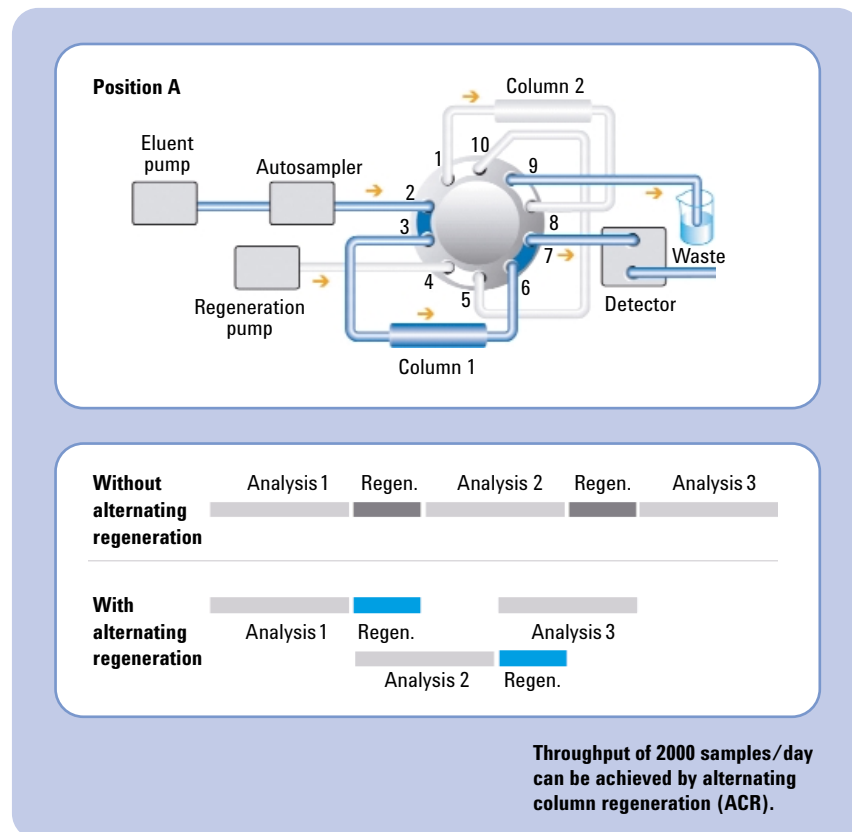 Position A
Column 2
Eluent
pump
Autosampler
1
10
9
2
3
8
7
4
5
6
Waste
Regeneration
pump
Detector
Column 1
Without
alternating
regeneration
Analysis 1 Regen. Analysis 2 Regen. Analysis 3
With
alternating
regeneration
Analysis 1 Regen. Analysis 3
Analysis 2 Regen.
Throughput of 2000 samples/day
can be achieved by alternating
column regeneration (ACR).